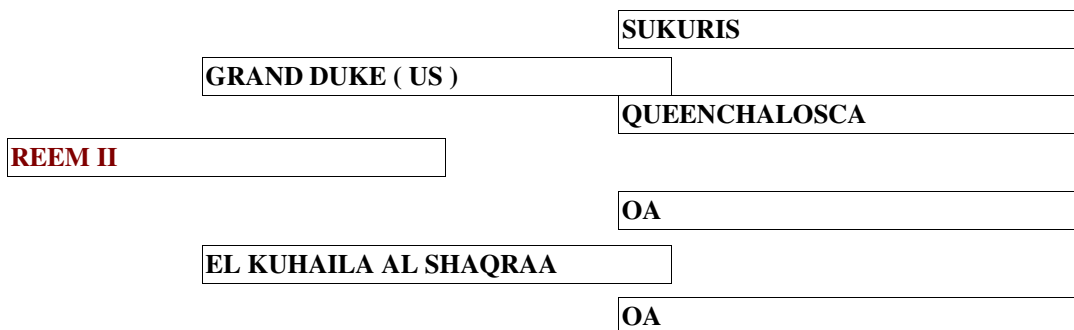 SUKURIS
GRAND DUKE ( US )
QUEENCHALOSCA
REEM II
OA
EL KUHAILA AL SHAQRAA
OA